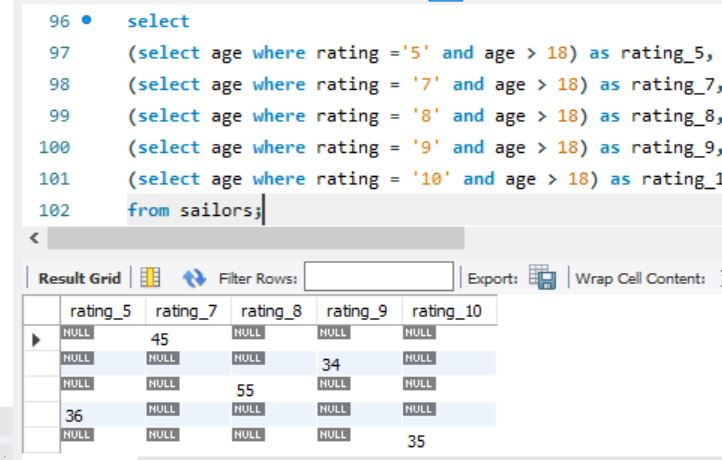 96 select
97 (select age where rating ='5' and age > 18) as rating_5,
98 (select age where rating = '7' and age > 18) as rating_7,
99 (select age where rating = '8' and age > 18) as rating_8,
100 (select age where rating = '9' and age > 18) as rating_9,
101 (select age where rating = '10' and age > 18) as rating_1
102 from sailors;
Result Grid Filter Rows: Export: Wrap Cell Content:
rating_5 rating_7 rating_8 rating_9 rating_10
NULL 45 NULL NULL NULL
NULL NULL NULL 34 NULL
NULL NULL 55 NULL NULL
36 NULL NULL NULL NULL
NULL NULL NULL NULL 35